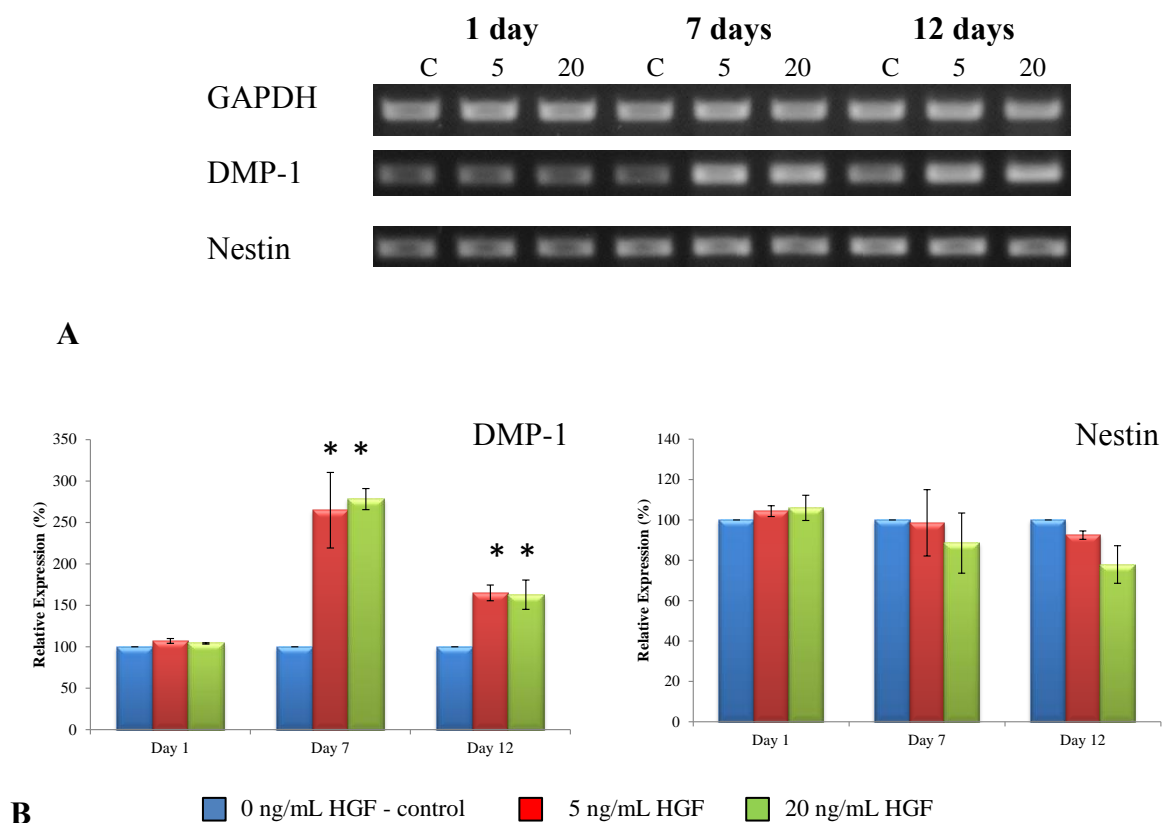 1 day 7 days 12 days
C 5 20 C 5 20 C 5 20
GAPDH
DMP-1
Nestin
A
DMP-1
* *
* *
Relative Expression (%)
350
300
250
200
150
100
50
0
Day 1 Day 7 Day 12
Nestin
Relative Expression (%)
140
120
100
80
60
40
20
0
Day 1 Day 7 Day 12
B
0 ng/mL HGF - control 5 ng/mL HGF 20 ng/mL HGF